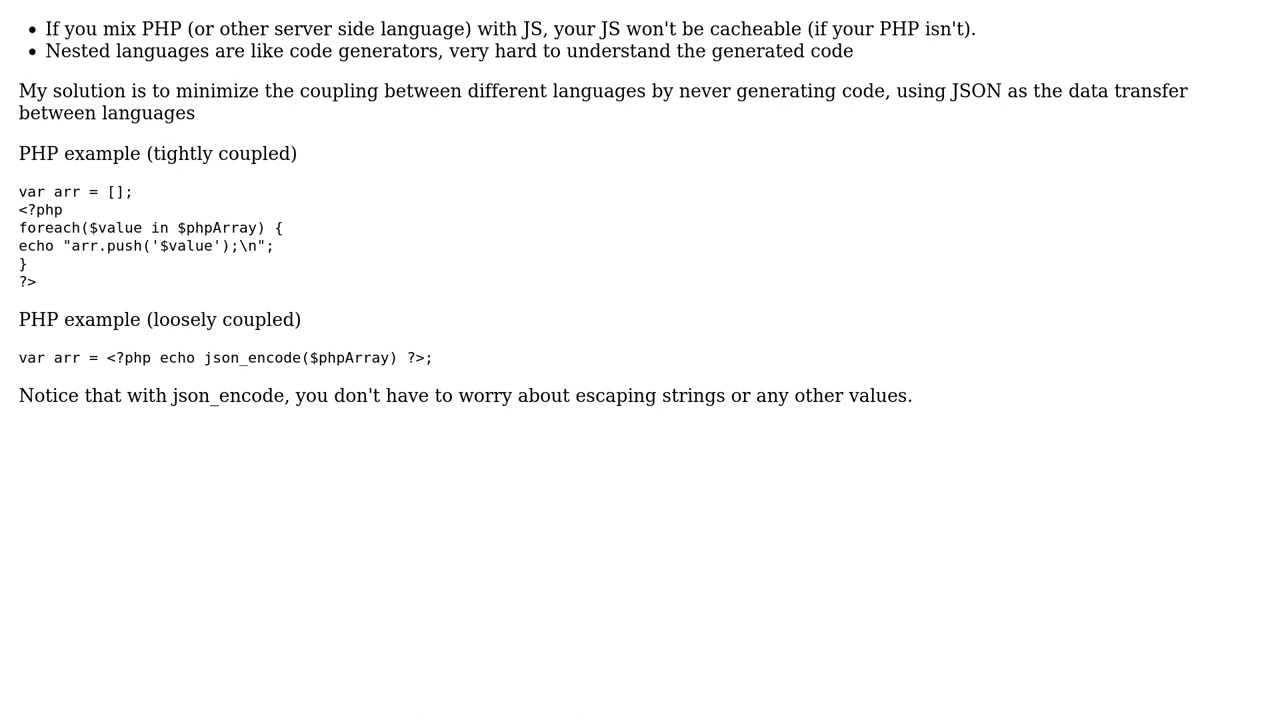 • If you mix PHP (or other server side language) with JS, your JS won't be cacheable (if your PHP isn't).
• Nested languages are like code generators, very hard to understand the generated code
My solution is to minimize the coupling between different languages by never generating code, using JSON as the data transfer
between languages
PHP example (tightly coupled)
var arr = [];
<?php
foreach($value in $phpArray) {
echo "arr.push('$value');\n";
}
?>
PHP example (loosely coupled)
var arr = <?php echo json_encode($phpArray) ?>;
Notice that with json_encode, you don't have to worry about escaping strings or any other values.